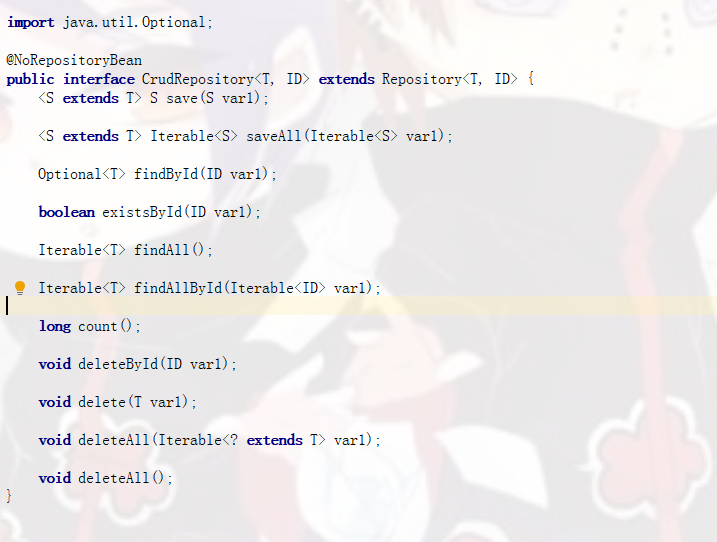 import java.util.Optional;
@NoRepositoryBean
public interface CrudRepository<T, ID> extends Repository<T, ID> {
<S extends T> S save(S var1);
<S extends T> Iterable<S> saveAll(Iterable<S> var1);
Optional<T> findById(ID var1);
boolean existsById(ID var1);
Iterable<T> findAll();
Iterable<T> findAllById(Iterable<ID> var1);
long count();
void deleteById(ID var1);
void delete(T var1);
void deleteAll(Iterable<? extends T> var1);
void deleteAll();
}